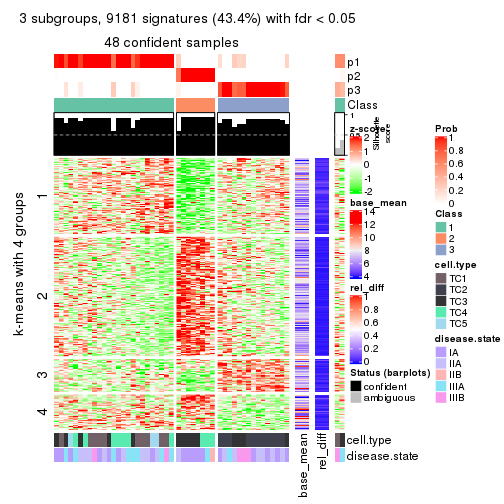 3 subgroups, 9181 signatures (43.4%) with fdr < 0.05
48 confident samples
p1
p2
p3
Class
1
Silhouette
score
k-means with 4 groups
1
2
3
4
cell.type
disease.state
base_mean
rel_diff
z-score
2
1
0
-1
-2
base_mean
14
12
10
8
6
4
rel_diff
1
0.8
0.6
0.4
0.2
0
Status (barplots)
confident
ambiguous
Prob
1
0.8
0.6
0.4
0.2
0
Class
1
2
3
cell.type
TC1
TC2
TC3
TC4
TC5
disease.state
IA
IIA
IIB
IIIA
IIIB